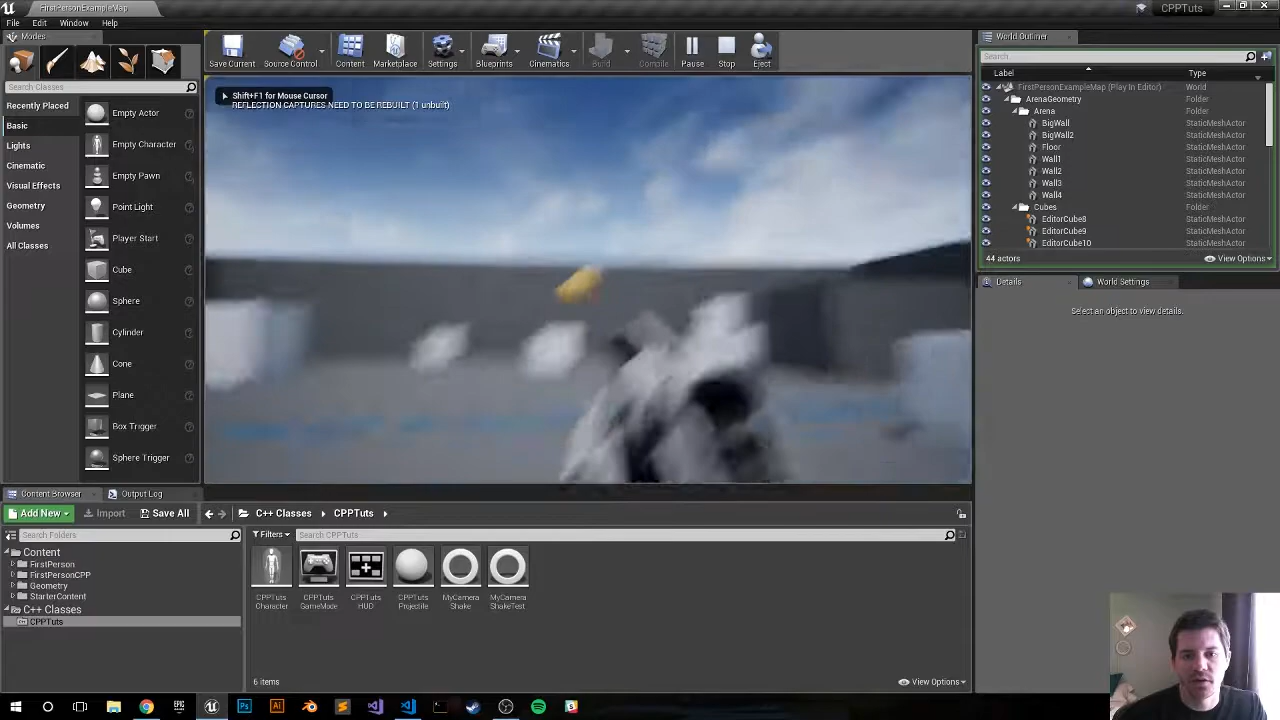 FirstPersonExampleMap
CPPTuts
File Edit Window Help
Modes
Search Classes
Recently Placed
Basic
Lights
Cinematic
Visual Effects
Geometry
Volumes
All Classes
Empty Actor
Empty Character
Empty Pawn
Point Light
Player Start
Cube
Sphere
Cylinder
Cone
Plane
Box Trigger
Sphere Trigger
Save Current
Source Control
Content
Marketplace
Settings
Blueprints
Cinematics
Build
Compile
Pause
Stop
Eject
Shift+F1 for Mouse Cursor
REFLECTION CAPTURES NEED TO BE REBUILT (1 unbuilt)
World Outliner
Search
Label Type
FirstPersonExampleMap (Play In Editor) World
ArenaGeometry Folder
Arena Folder
BigWall StaticMeshActor
BigWall2 StaticMeshActor
Floor StaticMeshActor
Wall1 StaticMeshActor
Wall2 StaticMeshActor
Wall3 StaticMeshActor
Wall4 StaticMeshActor
Cubes Folder
EditorCube8 StaticMeshActor
EditorCube9 StaticMeshActor
EditorCube10 StaticMeshActor
44 actors View Options
Details World Settings
Select an object to view details.
Content Browser Output Log
Add New Import Save All C++ Classes CPPTuts
Search Folders
Filters Search CPPTuts
Content
FirstPerson
FirstPersonCPP
Geometry
StarterContent
C++ Classes
CPPTuts
CPPTuts Character
CPPTuts GameMode
CPPTuts HUD
CPPTuts Projectile
MyCamera Shake
MyCamera ShakeTest
6 items View Options